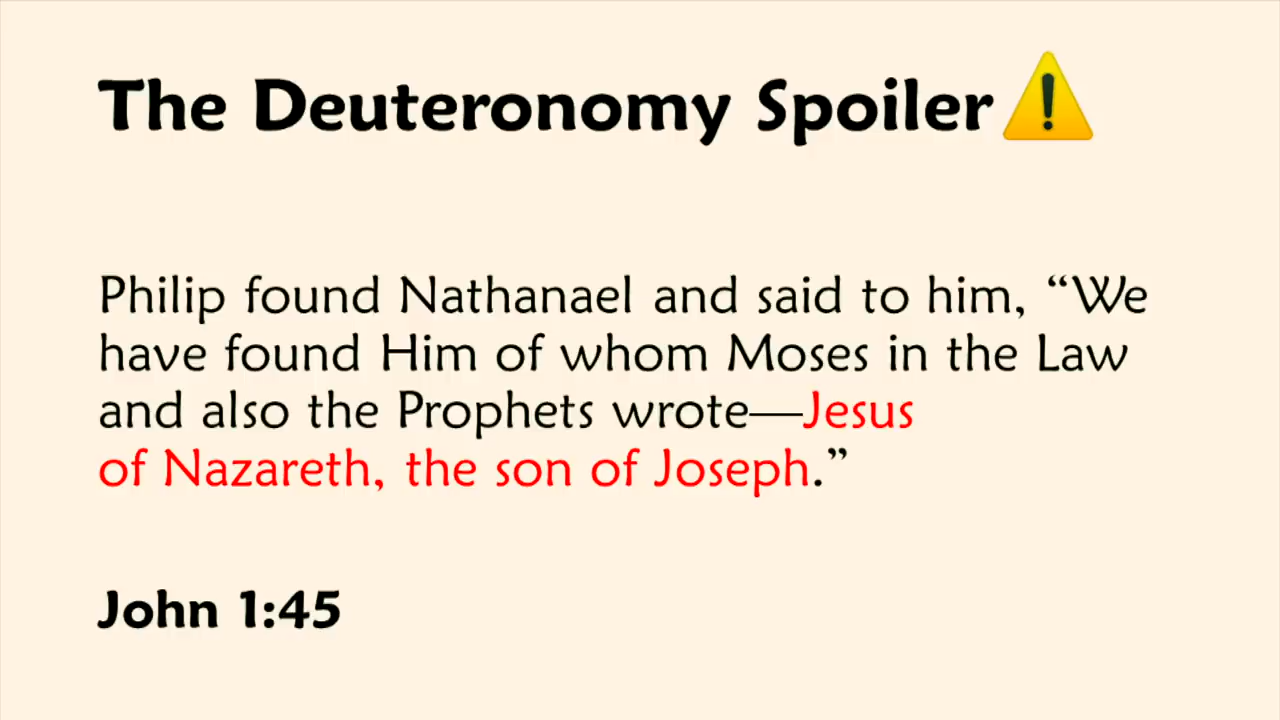 The Deuteronomy Spoiler⚠️
Philip found Nathanael and said to him, “We
have found Him of whom Moses in the Law
and also the Prophets wrote—Jesus
of Nazareth, the son of Joseph.”
John 1:45